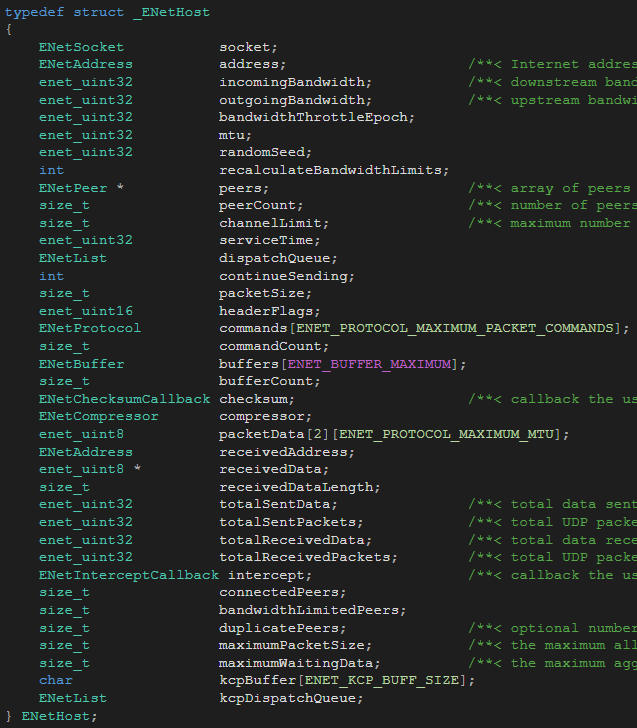 typedef struct _ENetHost
{
ENetSocket socket;
ENetAddress address; /**< Internet addres
enet_uint32 incomingBandwidth; /**< downstream band
enet_uint32 outgoingBandwidth; /**< upstream bandwi
enet_uint32 bandwidthThrottleEpoch;
enet_uint32 mtu;
enet_uint32 randomSeed;
int recalculateBandwidthLimits;
ENetPeer * peers; /**< array of peers
size_t peerCount; /**< number of peers
size_t channelLimit; /**< maximum number
enet_uint32 serviceTime;
ENetList dispatchQueue;
int continueSending;
size_t packetSize;
enet_uint16 headerFlags;
ENetProtocol commands[ENET_PROTOCOL_MAXIMUM_PACKET_COMMANDS];
size_t commandCount;
ENetBuffer buffers[ENET_BUFFER_MAXIMUM];
size_t bufferCount;
ENetChecksumCallback checksum; /**< callback the us
ENetCompressor compressor;
enet_uint8 packetData[2][ENET_PROTOCOL_MAXIMUM_MTU];
ENetAddress receivedAddress;
enet_uint8 * receivedData;
size_t receivedDataLength;
enet_uint32 totalSentData; /**< total data sent
enet_uint32 totalSentPackets; /**< total UDP packe
enet_uint32 totalReceivedData; /**< total data rece
enet_uint32 totalReceivedPackets; /**< total UDP packe
ENetInterceptCallback intercept; /**< callback the us
size_t connectedPeers;
size_t bandwidthLimitedPeers;
size_t duplicatePeers; /**< optional number
size_t maximumPacketSize; /**< the maximum all
size_t maximumWaitingData; /**< the maximum agg
char kcpBuffer[ENET_KCP_BUFF_SIZE];
ENetList kcpDispatchQueue;
} ENetHost;